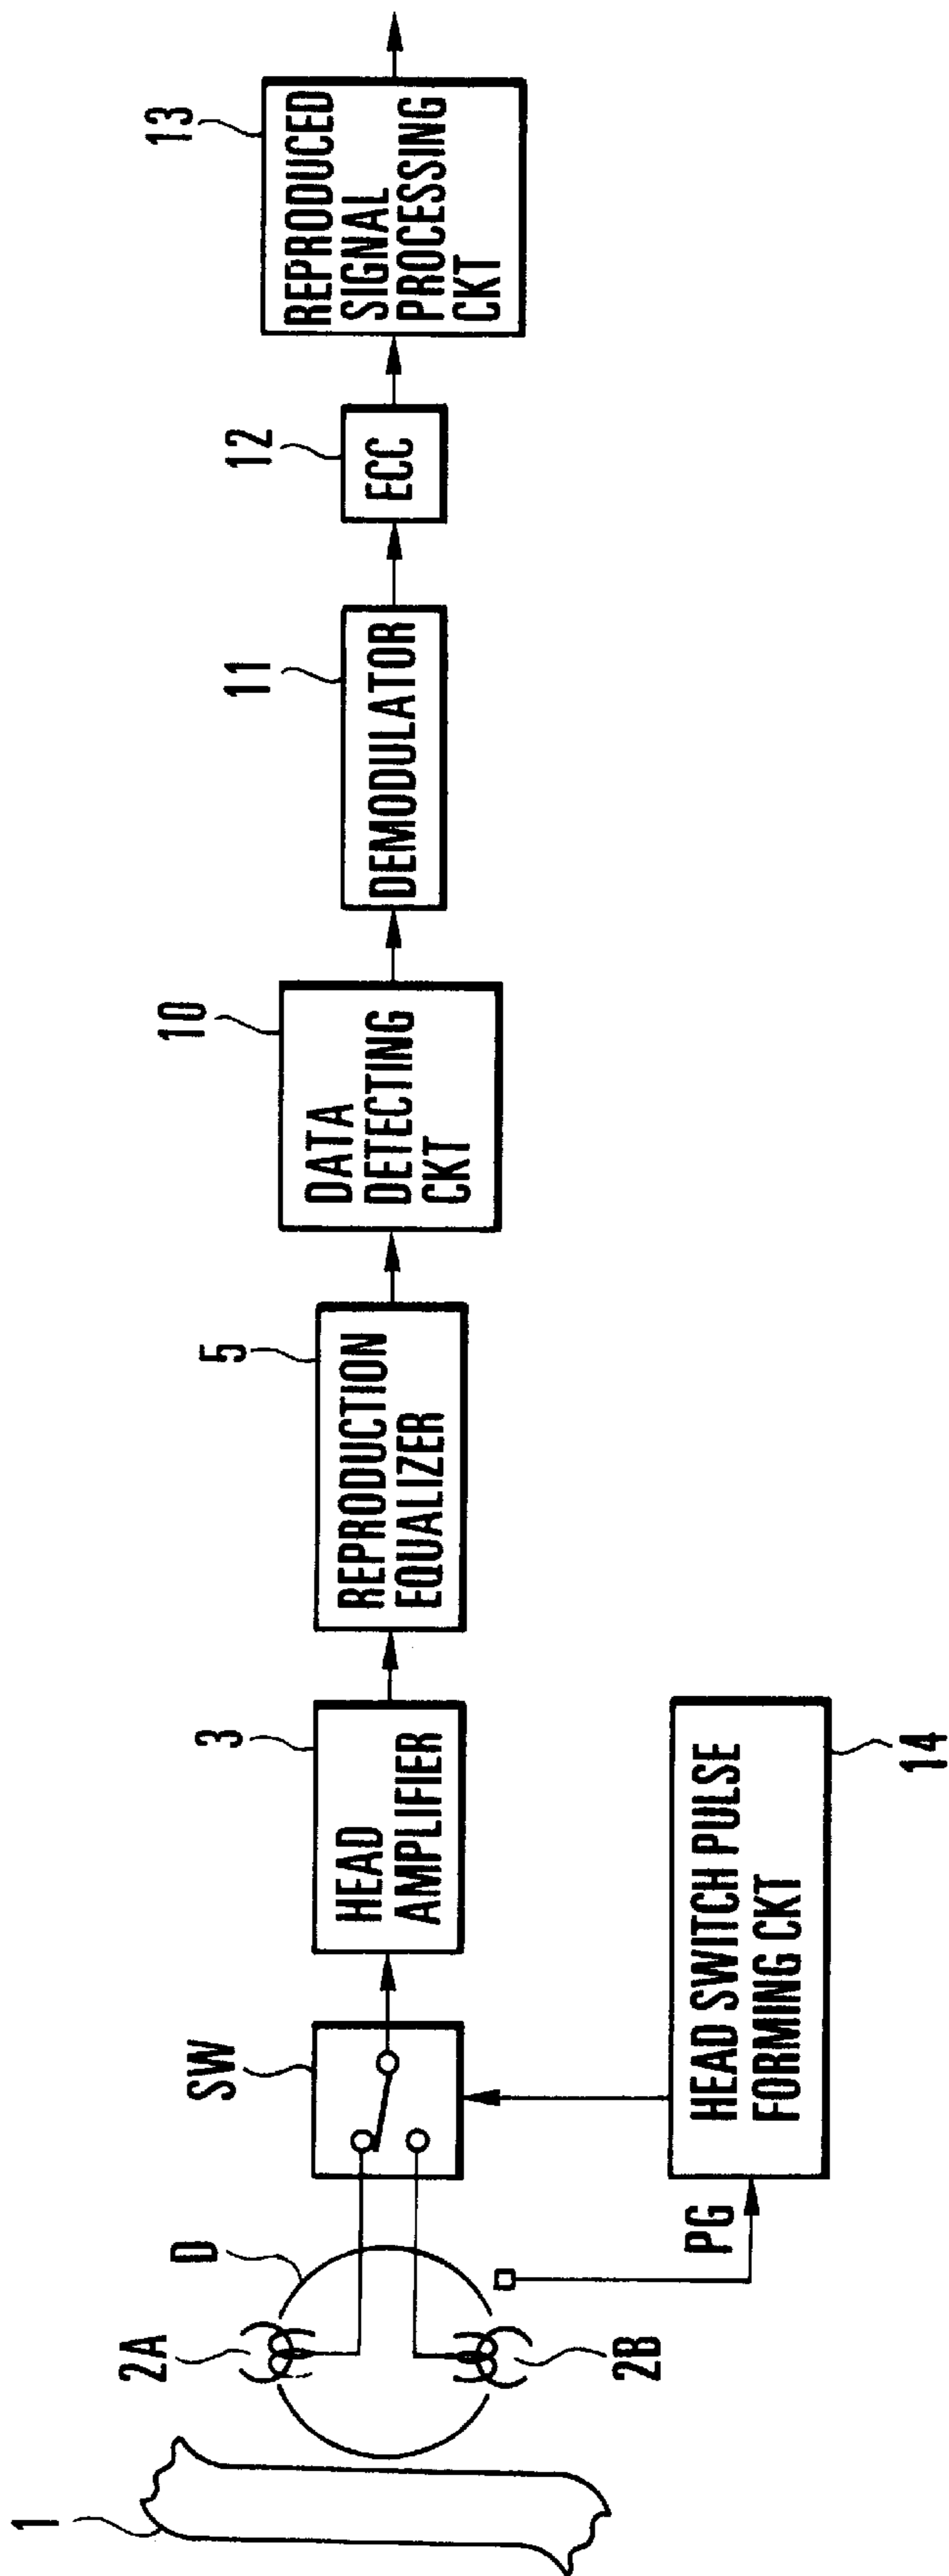 1
2A
D
SW
3
5
10
11
12
13
HEAD
AMPLIFIER
REPRODUCTION
EQUALIZER
DATA
DETECTING
CKT
DEMODULATOR
ECC
REPRODUCED
SIGNAL
PROCESSING
CKT
2B
PG
HEAD SWITCH PULSE
FORMING CKT
14